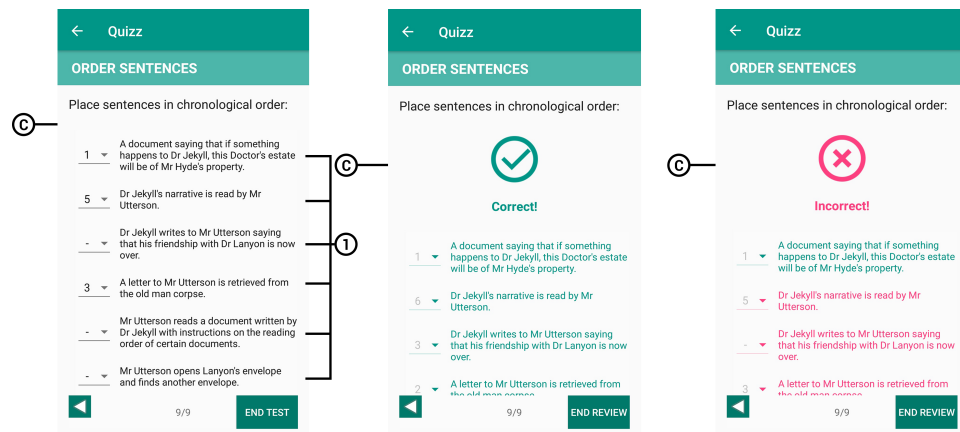 Quizz
ORDER SENTENCES
Place sentences in chronological order:
C
1
A document saying that if something
happens to Dr Jekyll, this Doctor's estate
will be of Mr Hyde's property.
5
Dr Jekyll's narrative is read by Mr
Utterson.
-
Dr Jekyll writes to Mr Utterson saying
that his friendship with Dr Lanyon is now
over.
3
A letter to Mr Utterson is retrieved from
the old man corpse.
-
Mr Utterson reads a document written by
Dr Jekyll with instructions on the reading
order of certain documents.
-
Mr Utterson opens Lanyon's envelope
and finds another envelope.
1
9/9
END TEST
Quizz
ORDER SENTENCES
Place sentences in chronological order:
C
Correct!
1
A document saying that if something
happens to Dr Jekyll, this Doctor's estate
will be of Mr Hyde's property.
6
Dr Jekyll's narrative is read by Mr
Utterson.
3
Dr Jekyll writes to Mr Utterson saying
that his friendship with Dr Lanyon is now
over.
2
A letter to Mr Utterson is retrieved from
the old man corpse.
9/9
END REVIEW
Quizz
ORDER SENTENCES
Place sentences in chronological order:
C
Incorrect!
1
A document saying that if something
happens to Dr Jekyll, this Doctor's estate
will be of Mr Hyde's property.
5
Dr Jekyll's narrative is read by Mr
Utterson.
-
Dr Jekyll writes to Mr Utterson saying
that his friendship with Dr Lanyon is now
over.
3
A letter to Mr Utterson is retrieved from
the old man corpse.
9/9
END REVIEW